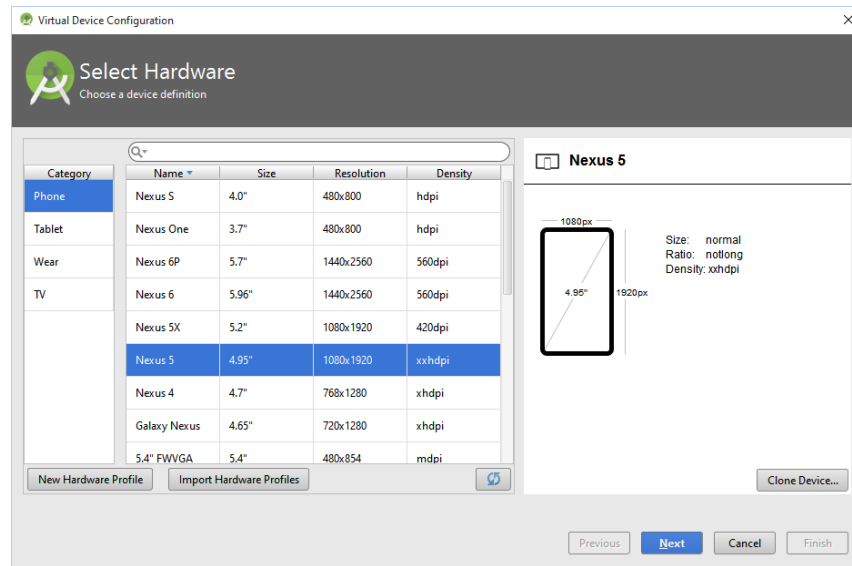 Virtual Device Configuration
Select Hardware
Choose a device definition
Category
Phone
Tablet
Wear
TV
Name Size Resolution Density
Nexus S 4.0" 480x800 hdpi
Nexus One 3.7" 480x800 hdpi
Nexus 6P 5.7" 1440x2560 560dpi
Nexus 6 5.96" 1440x2560 560dpi
Nexus 5X 5.2" 1080x1920 420dpi
Nexus 5 4.95" 1080x1920 xxhdpi
Nexus 4 4.7" 768x1280 xhdpi
Galaxy Nexus 4.65" 720x1280 xhdpi
5.4" FWVGA 5.4" 480x854 mdpi
New Hardware Profile Import Hardware Profiles
Nexus 5
1080px
4.95" 1920px
Size: normal
Ratio: notlong
Density: xxhdpi
Clone Device...
Previous Next Cancel Finish